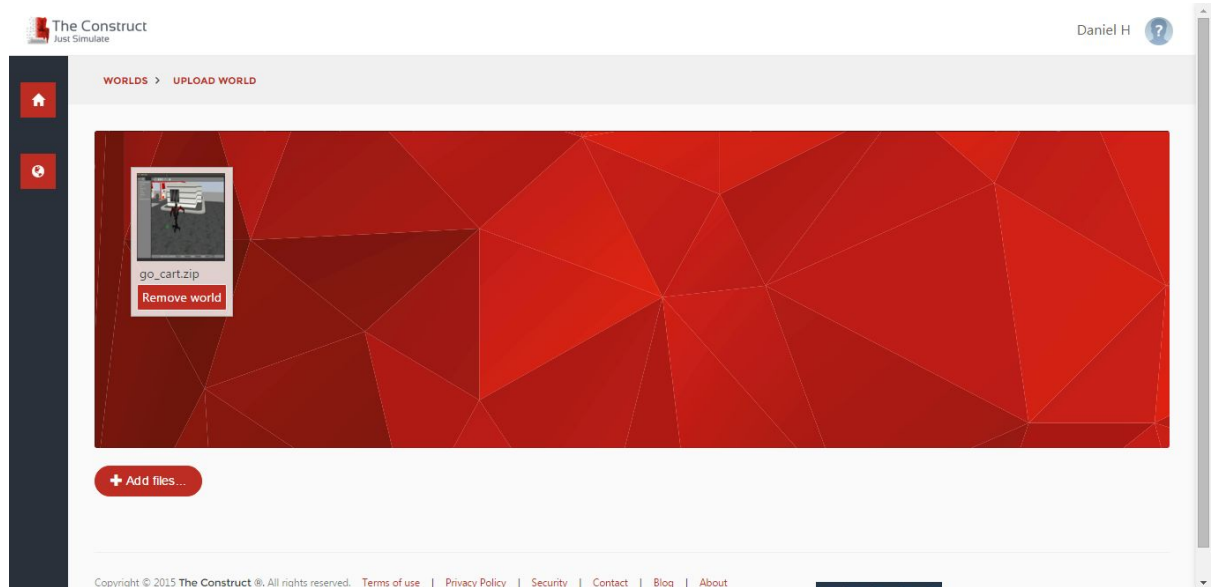 The Construct
Just Simulate
Daniel H
?
WORLDS > UPLOAD WORLD
go_cart.zip
Remove world
+ Add files...
Copyright © 2015 The Construct ®. All rights reserved. Terms of use | Privacy Policy | Security | Contact | Blog | About